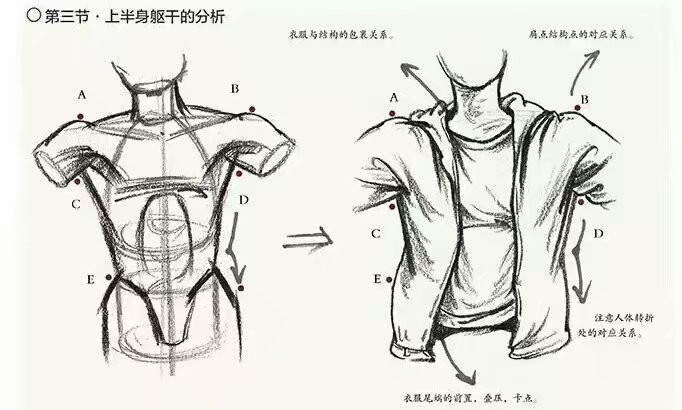 第三节·上半身躯干的分析
衣服与结构的包裹关系。
肩点结构点的对应关系。
A
B
A
B
C
D
C
D
E
E
注意人体转折
处的对应关系。
衣服尾端的前置，叠压，卡点。